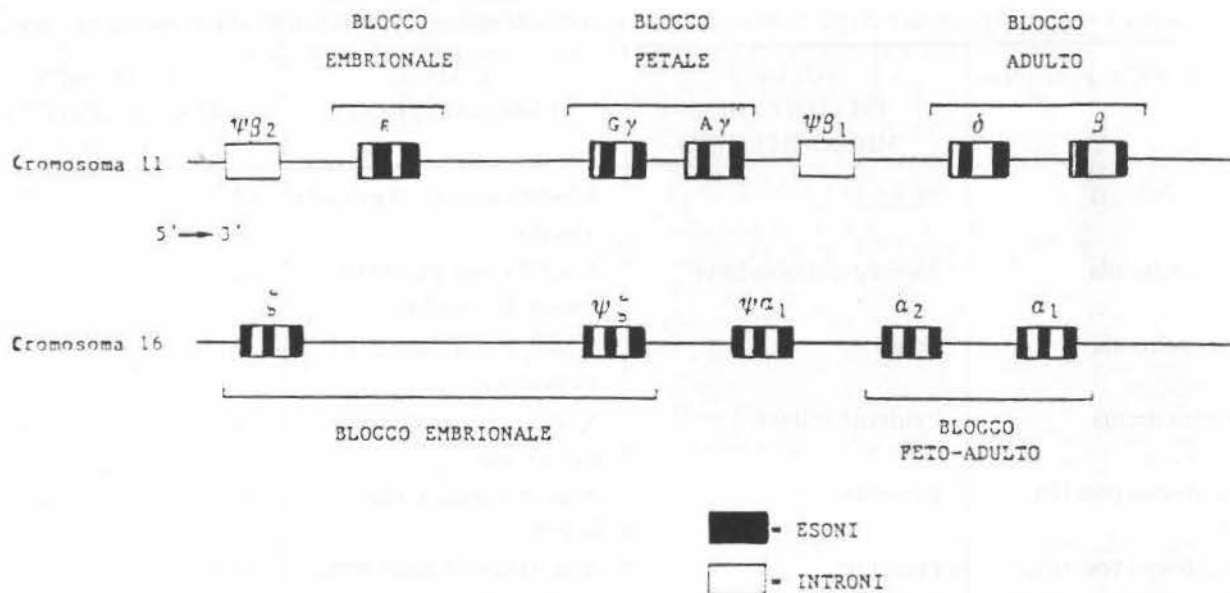 BLOCCO
EMBRIONALE
BLOCCO
FETALE
BLOCCO
ADULTO
Ψβ2 ε Gγ Aγ Ψβ1 δ β
Cromosoma 11
5' → 3'
ζ Ψζ Ψα1 α2 α1
Cromosoma 16
BLOCCO EMBRIONALE
BLOCCO
FETO-ADULTO
= ESONI
= INTRONI